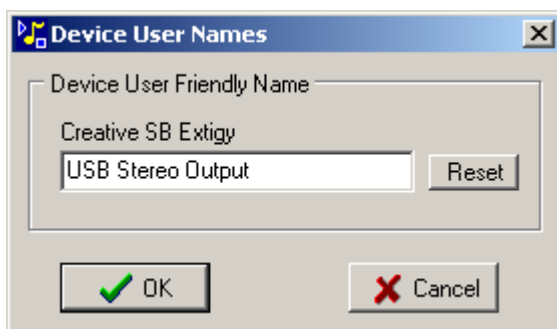 Device User Names
Device User Friendly Name
Creative SB Extigy
USB Stereo Output
Reset
OK
Cancel